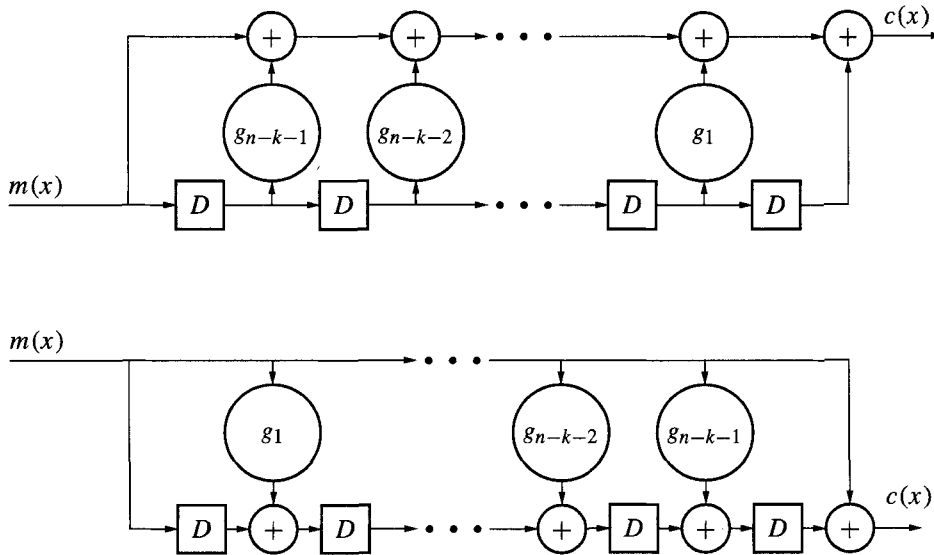 c(x)
+ + • • • + +
g_{n-k-1} g_{n-k-2} g_1
m(x)
D D • • • D D
m(x)
• • •
g_1 g_{n-k-2} g_{n-k-1}
c(x)
D + D • • • + D + D +